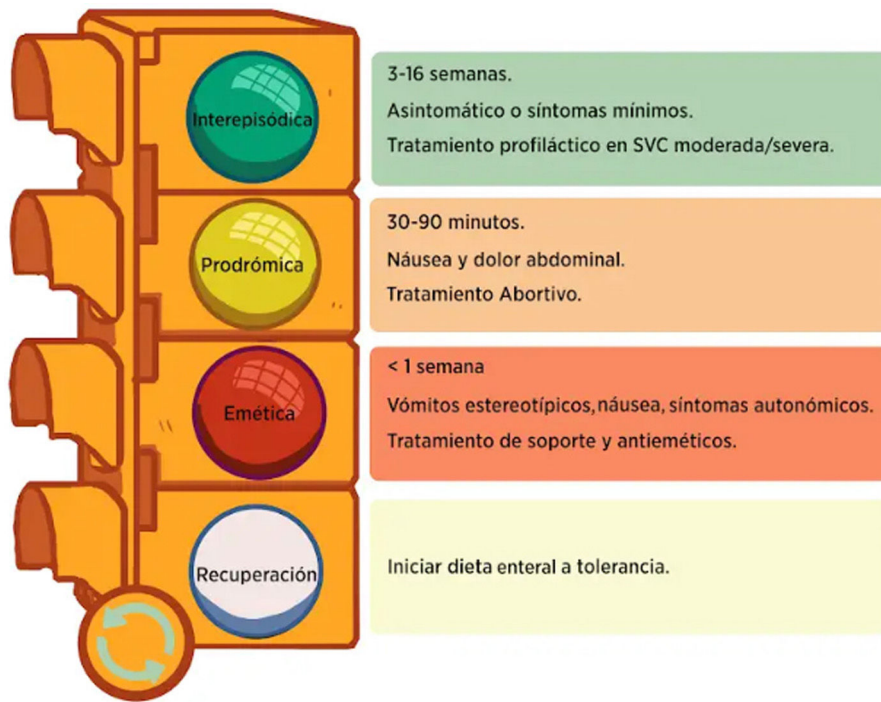 Interepisódica
3-16 semanas.
Asintomático o síntomas mínimos.
Tratamiento profiláctico en SVC moderada/severa.
Prodrómica
30-90 minutos.
Náusea y dolor abdominal.
Tratamiento Abortivo.
Emética
< 1 semana
Vómitos estereotípicos, náusea, síntomas autonómicos.
Tratamiento de soporte y antieméticos.
Recuperación
Iniciar dieta enteral a tolerancia.